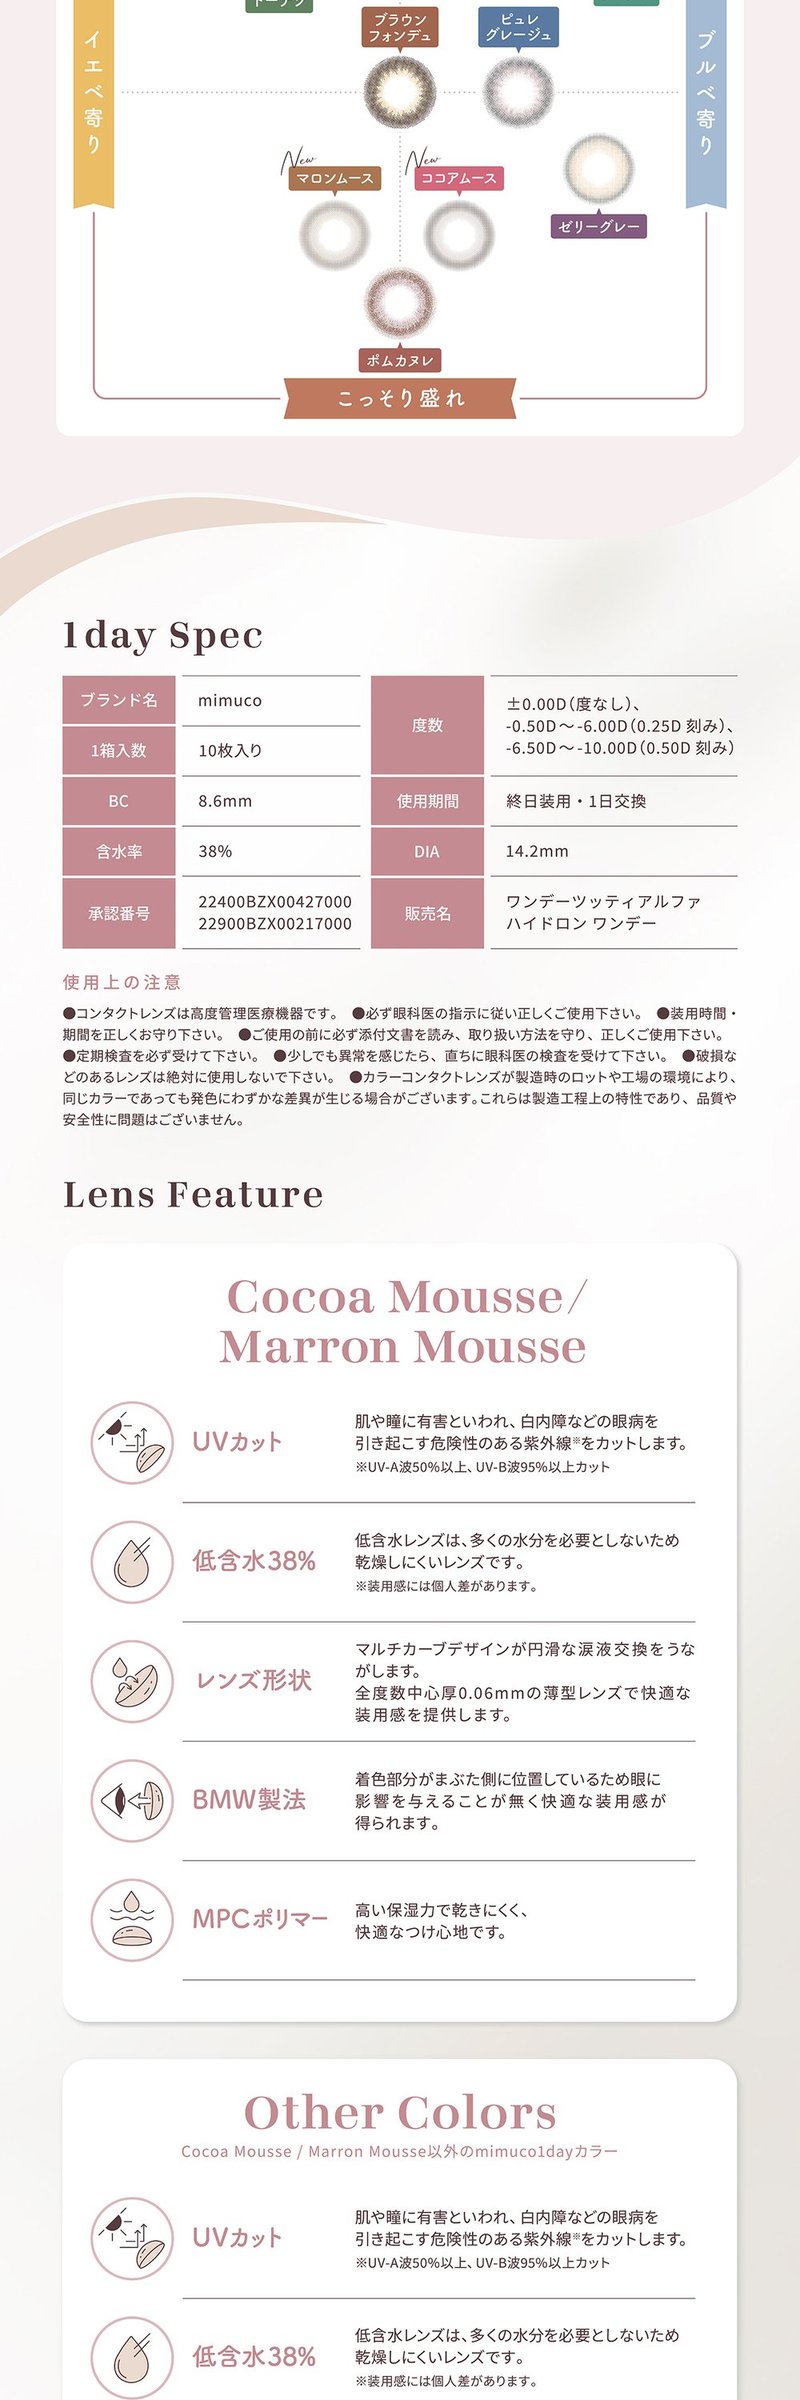 ドーナツ
イエベ寄り
ブルベ寄り
ブラウン
フォンデュ
ピュレ
グレージュ
New
マロンムース
New
ココアムース
ゼリーグレー
ポムカヌレ
こっそり盛れ
1day Spec
ブランド名 mimuco
1箱入数 10枚入り
度数
±0.00D（度なし）、
-0.50D〜-6.00D（0.25D 刻み）、
-6.50D〜-10.00D（0.50D 刻み）
BC 8.6mm 使用期間 終日装用・1日交換
含水率 38% DIA 14.2mm
承認番号
22400BZX00427000
22900BZX00217000
販売名
ワンデーツッティアルファ
ハイドロン ワンデー
使用上の注意
●コンタクトレンズは高度管理医療機器です。 ●必ず眼科医の指示に従い正しくご使用下さい。 ●装用時間・
期間を正しくお守り下さい。 ●ご使用の前に必ず添付文書を読み、取り扱い方法を守り、正しくご使用下さい。
●定期検査を必ず受けて下さい。 ●少しでも異常を感じたら、直ちに眼科医の検査を受けて下さい。 ●破損な
どのあるレンズは絶対に使用しないで下さい。 ●カラーコンタクトレンズが製造時のロットや工場の環境により、
同じカラーであっても発色にわずかな差異が生じる場合がございます。これらは製造工程上の特性であり、品質や
安全性に問題はございません。
Lens Feature
Cocoa Mousse/
Marron Mousse
UVカット
肌や瞳に有害といわれ、白内障などの眼病を
引き起こす危険性のある紫外線※をカットします。
※UV-A波50%以上、UV-B波95%以上カット
低含水38%
低含水レンズは、多くの水分を必要としないため
乾燥しにくいレンズです。
※装用感には個人差があります。
レンズ形状
マルチカーブデザインが円滑な涙液交換をうな
がします。
全度数中心厚0.06mmの薄型レンズで快適な
装用感を提供します。
BMW製法
着色部分がまぶた側に位置しているため眼に
影響を与えることが無く快適な装用感が
得られます。
MPCポリマー
高い保湿力で乾きにくく、
快適なつけ心地です。
Other Colors
Cocoa Mousse / Marron Mousse以外のmimuco1dayカラー
UVカット
肌や瞳に有害といわれ、白内障などの眼病を
引き起こす危険性のある紫外線※をカットします。
※UV-A波50%以上、UV-B波95%以上カット
低含水38%
低含水レンズは、多くの水分を必要としないため
乾燥しにくいレンズです。
※装用感には個人差があります。